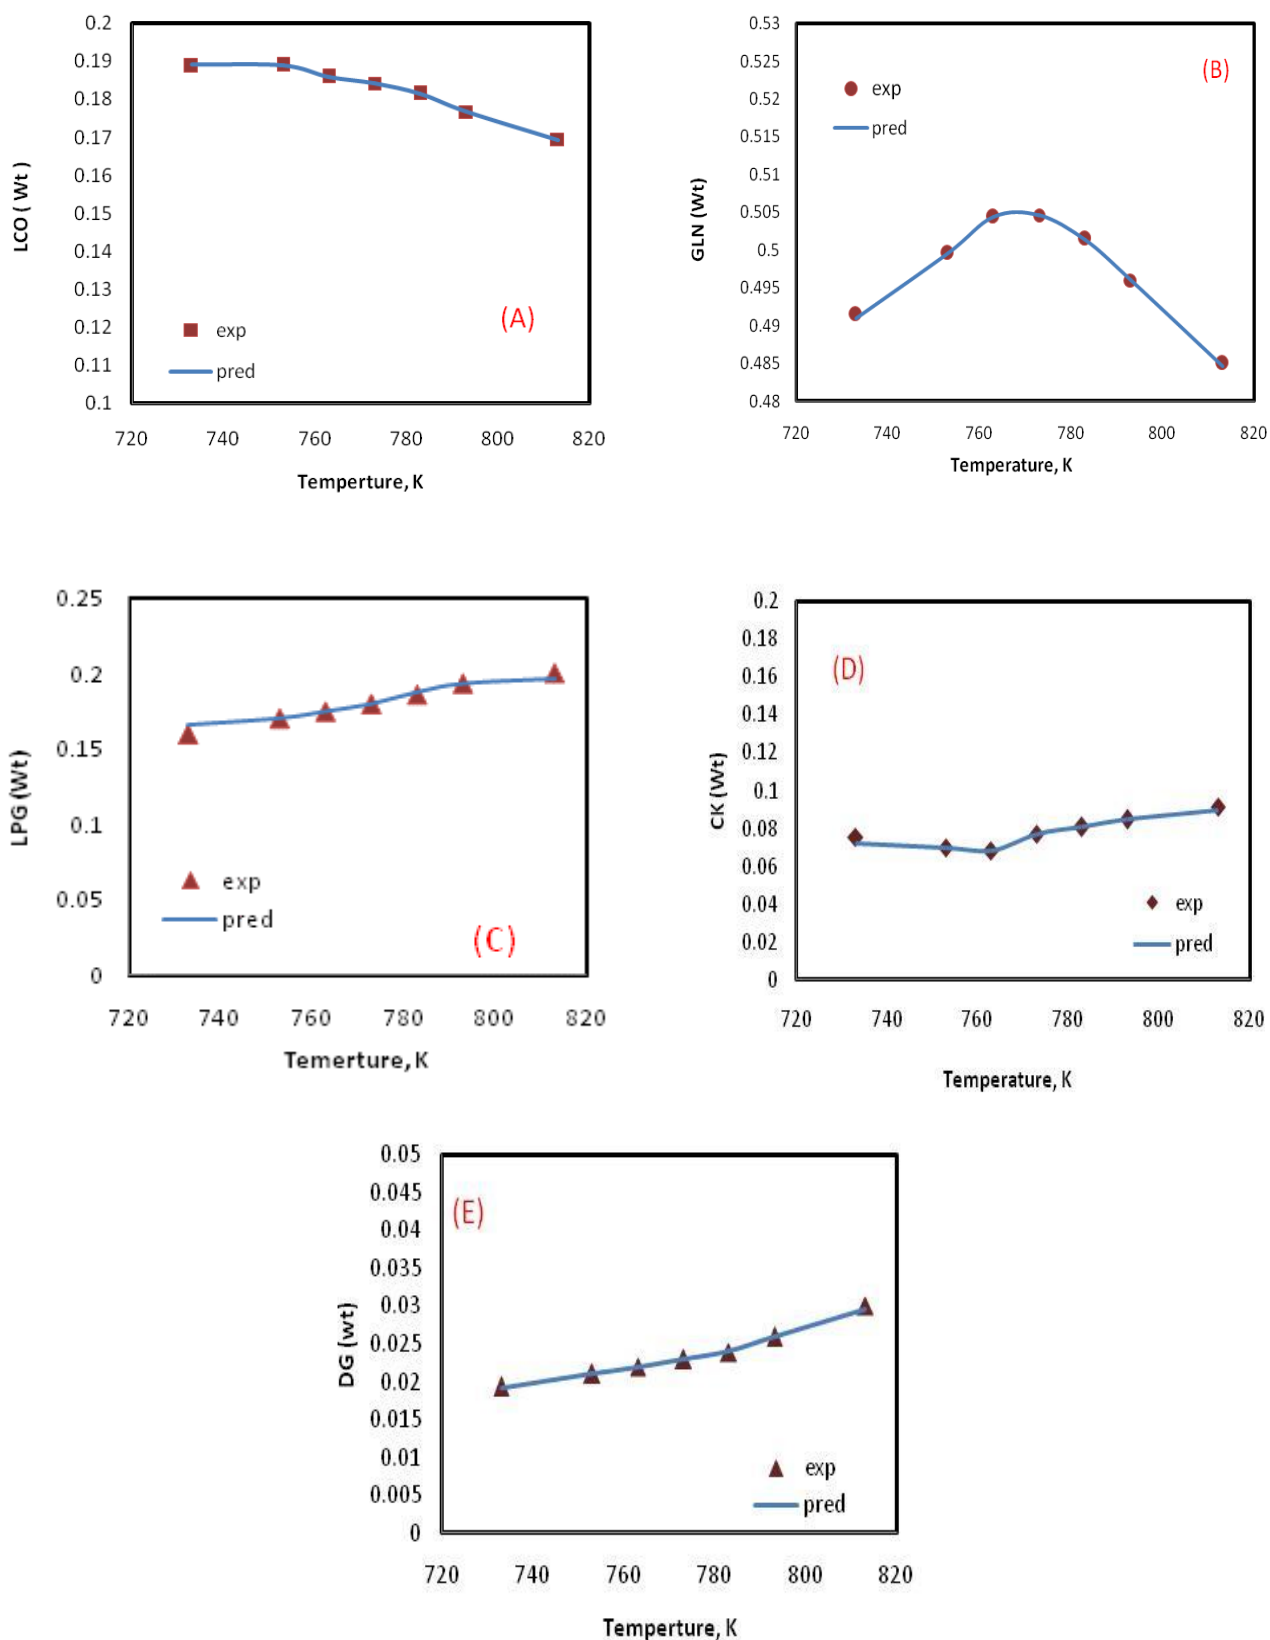 0.2
0.19
0.18
0.17
0.16
0.15
0.14
0.13
0.12
0.11
0.1
LCO ( Wt )
exp
pred
(A)
720 740 760 780 800 820
Temperture, K
0.53
0.525
0.52
0.515
0.51
0.505
0.5
0.495
0.49
0.485
0.48
GLN (Wt)
exp
pred
(B)
720 740 760 780 800 820
Temperature, K
0.25
0.2
0.15
0.1
0.05
0
LPG (Wt)
exp
pred
(C)
720 740 760 780 800 820
Temerture, K
0.2
0.18
0.16
0.14
0.12
0.1
0.08
0.06
0.04
0.02
0
CK (Wt)
(D)
exp
pred
720 740 760 780 800 820
Temperature, K
0.05
0.045
0.04
0.035
0.03
0.025
0.02
0.015
0.01
0.005
0
DG (wt)
(E)
exp
pred
720 740 760 780 800 820
Temperture, K